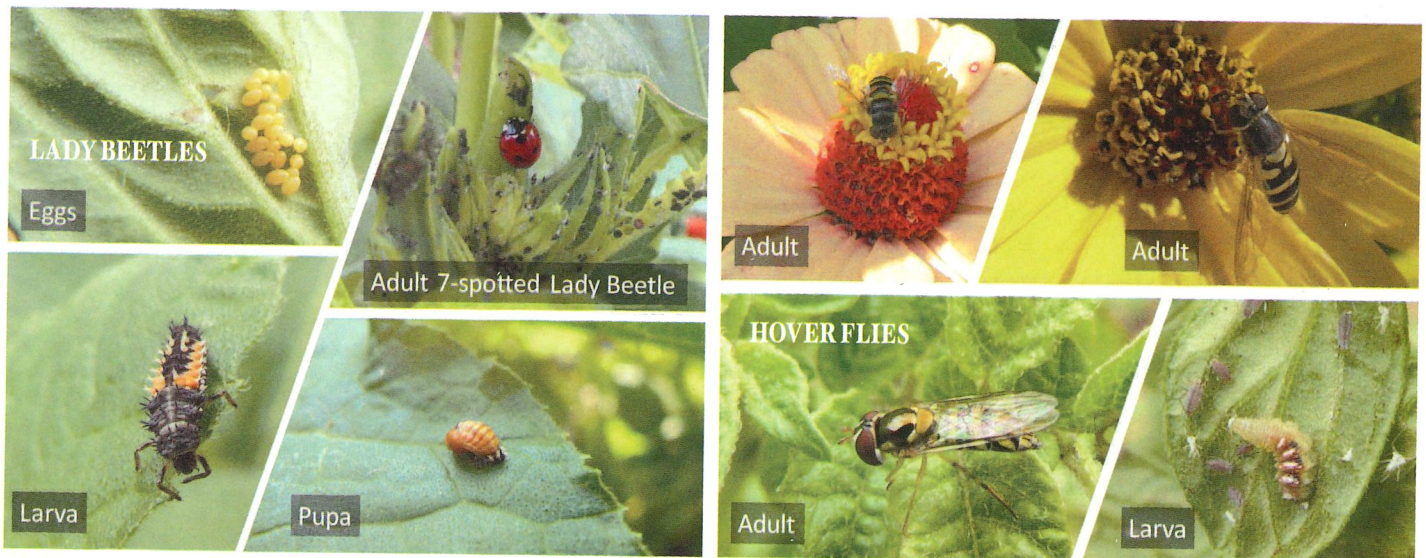 LADY BEETLES
Eggs
Adult 7-spotted Lady Beetle
Larva
Pupa
Adult
Adult
HOVER FLIES
Adult
Larva